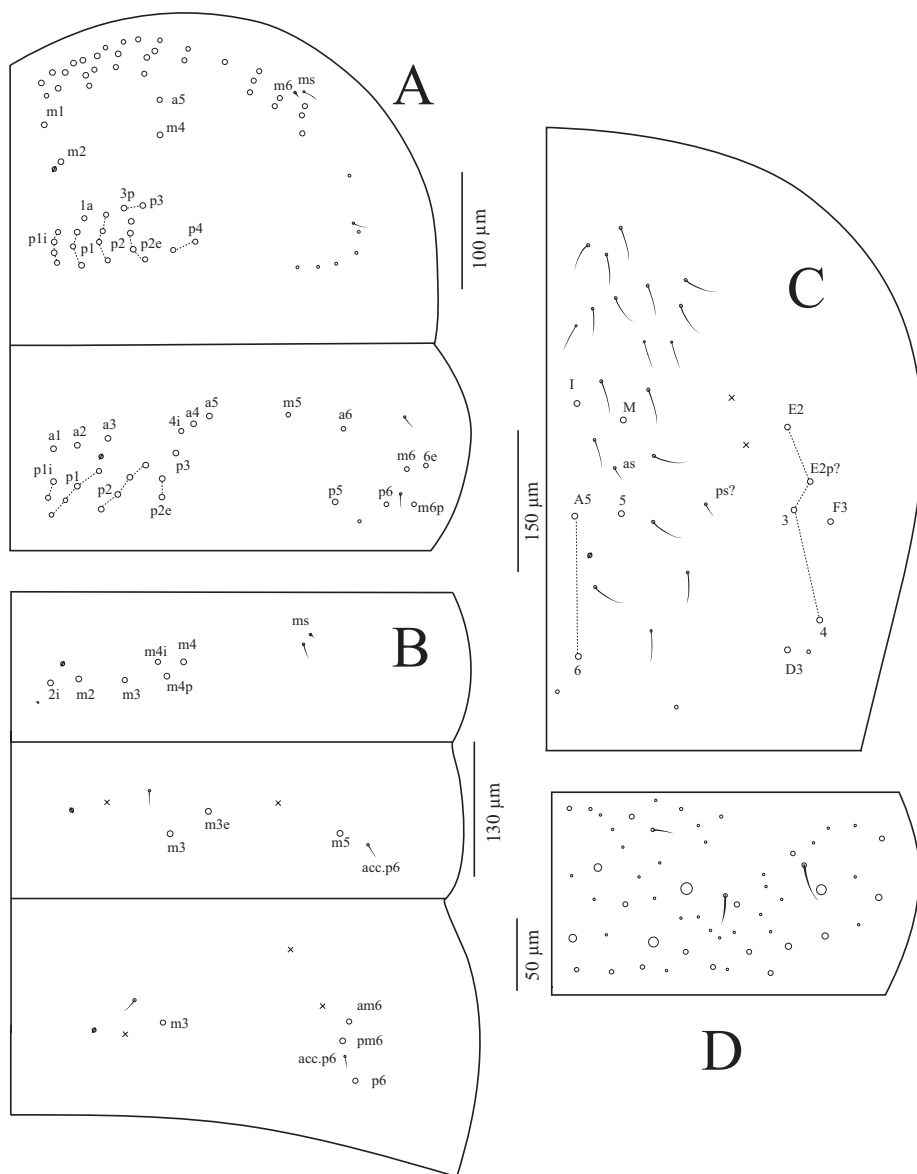 A
m6 ms
a5
m1
m4
m2
3p p3
1a
p1i p1 p2 p2e p4
100 µm
a5
4i a4
m5
a6
a1 a2 a3
p3
6e
m6
p1i p1
p2
p2e
p5
p6
m6p
B
ms
m4i m4
2i m2 m3 m4p
m3e
m3
m5
acc.p6
130 µm
m3
am6
pm6
acc.p6
p6
C
I
M
E2
as
E2p?
A5 5
ps?
3
F3
4
6
D3
150 µm
50 µm
D